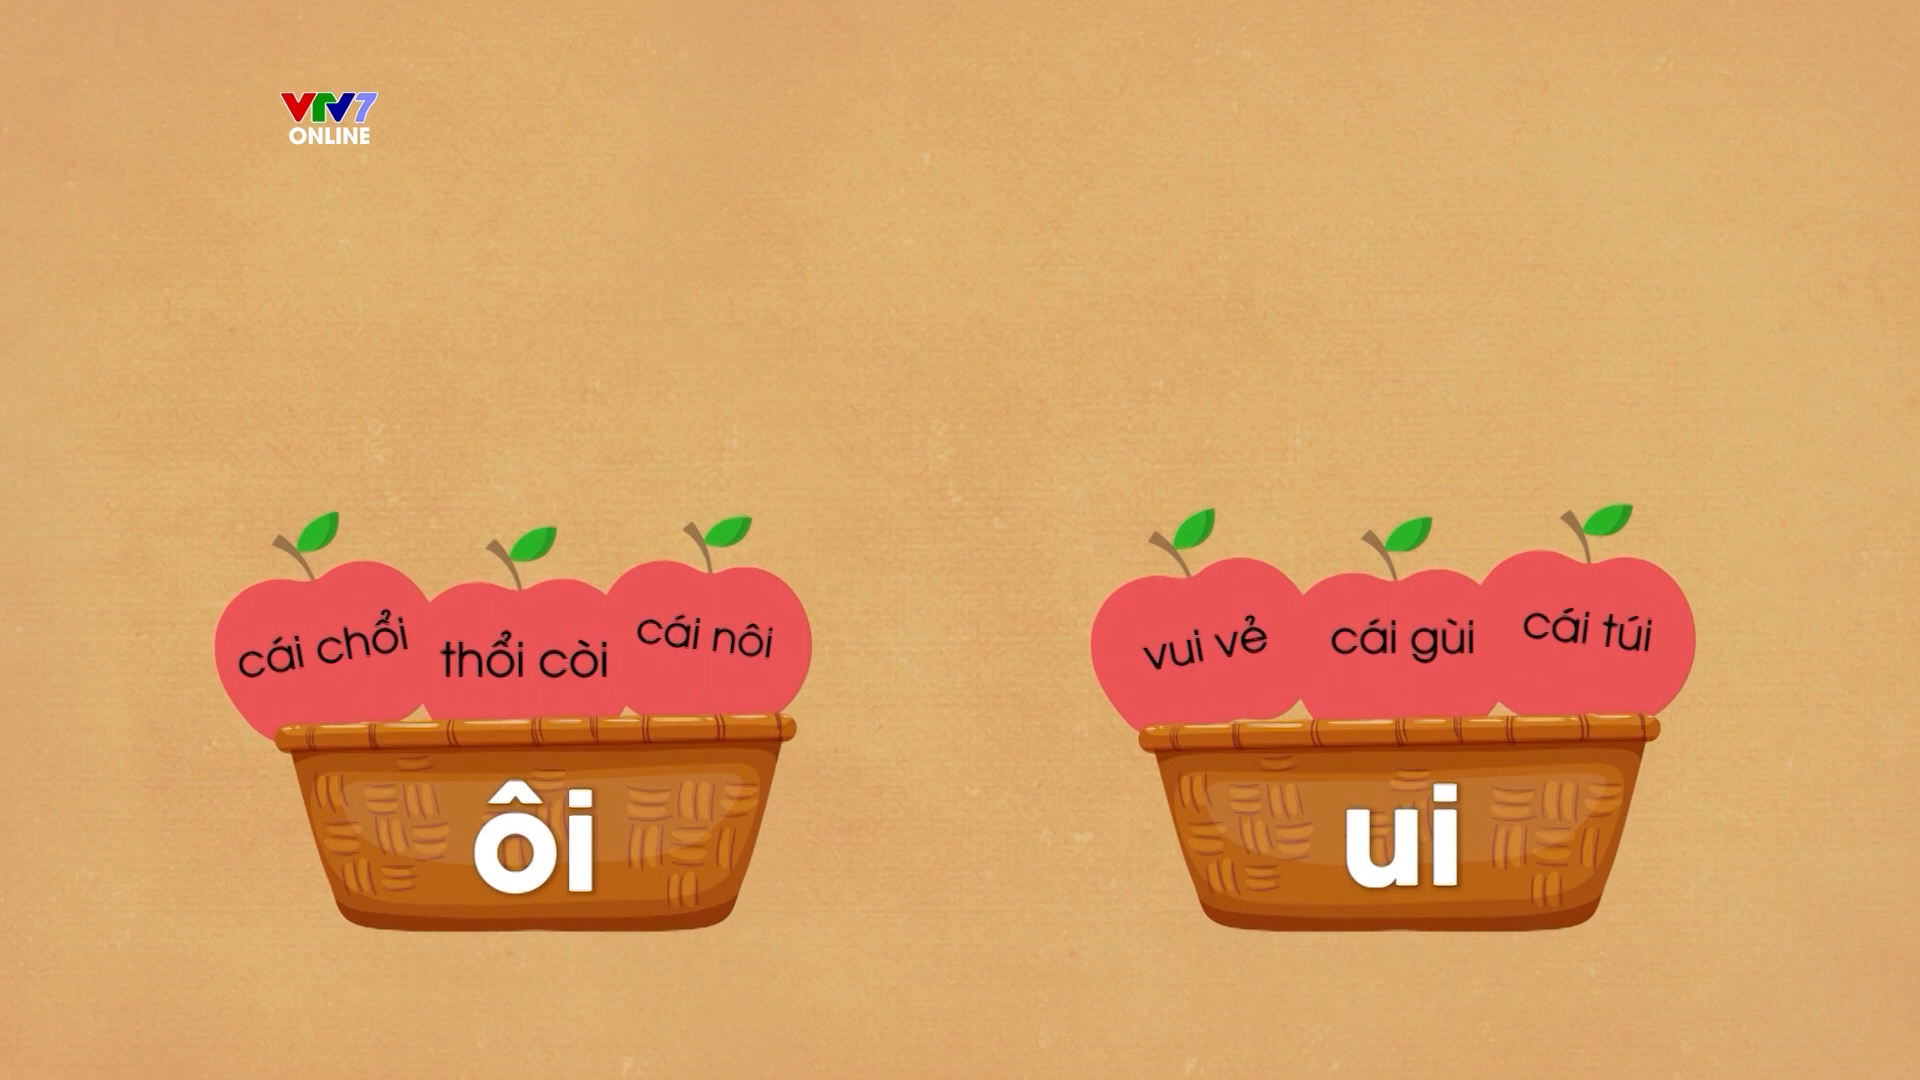 VTV7
ONLINE
cái chổi
thổi còi
cái nôi
ôi
vui vẻ
cái gùi
cái túi
ui